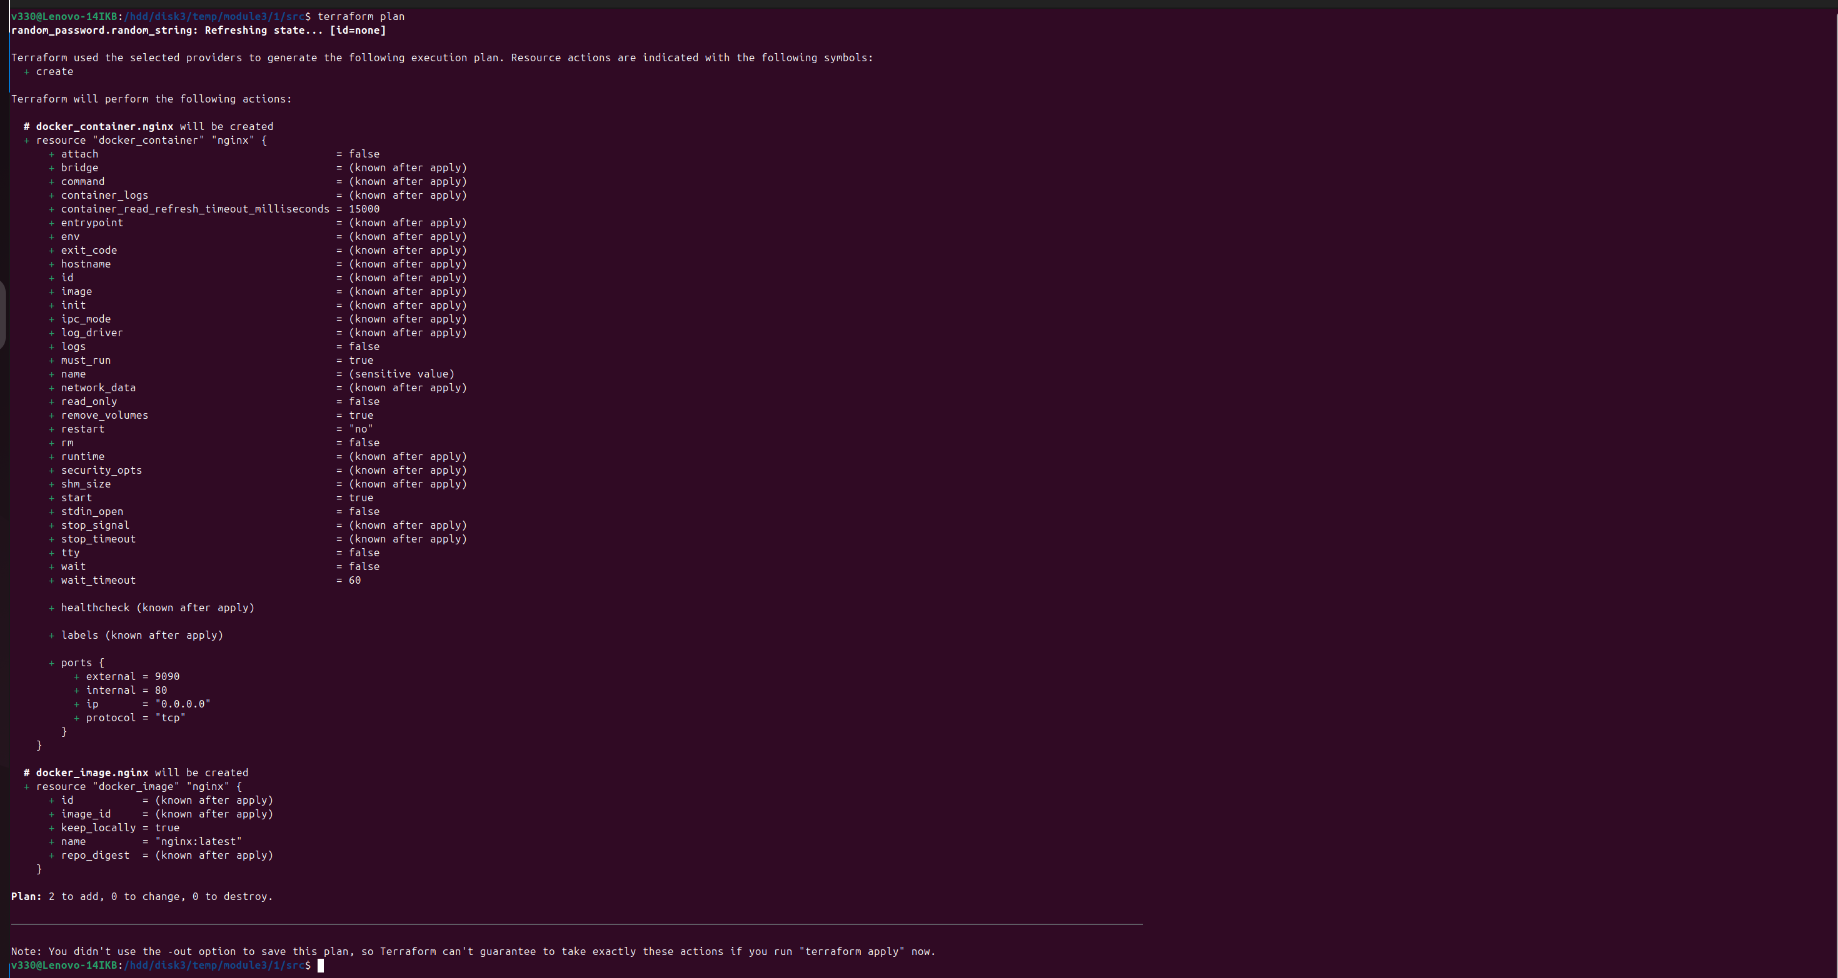 v330@Lenovo-14IKB:/hdd/disk3/temp/module3/1/src$ terraform plan
random_password.random_string: Refreshing state... [id=none]
Terraform used the selected providers to generate the following execution plan. Resource actions are indicated with the following symbols:
+ create
Terraform will perform the following actions:
# docker_container.nginx will be created
+ resource "docker_container" "nginx" {
+ attach = false
+ bridge = (known after apply)
+ command = (known after apply)
+ container_logs = (known after apply)
+ container_read_refresh_timeout_milliseconds = 15000
+ entrypoint = (known after apply)
+ env = (known after apply)
+ exit_code = (known after apply)
+ hostname = (known after apply)
+ id = (known after apply)
+ image = (known after apply)
+ init = (known after apply)
+ ipc_mode = (known after apply)
+ log_driver = (known after apply)
+ logs = false
+ must_run = true
+ name = (sensitive value)
+ network_data = (known after apply)
+ read_only = false
+ remove_volumes = true
+ restart = "no"
+ rm = false
+ runtime = (known after apply)
+ security_opts = (known after apply)
+ shm_size = (known after apply)
+ start = true
+ stdin_open = false
+ stop_signal = (known after apply)
+ stop_timeout = (known after apply)
+ tty = false
+ wait = false
+ wait_timeout = 60
+ healthcheck (known after apply)
+ labels (known after apply)
+ ports {
+ external = 9090
+ internal = 80
+ ip = "0.0.0.0"
+ protocol = "tcp"
}
}
# docker_image.nginx will be created
+ resource "docker_image" "nginx" {
+ id = (known after apply)
+ image_id = (known after apply)
+ keep_locally = true
+ name = "nginx:latest"
+ repo_digest = (known after apply)
}
Plan: 2 to add, 0 to change, 0 to destroy.
Note: You didn't use the -out option to save this plan, so Terraform can't guarantee to take exactly these actions if you run "terraform apply" now.
v330@Lenovo-14IKB:/hdd/disk3/temp/module3/1/src$